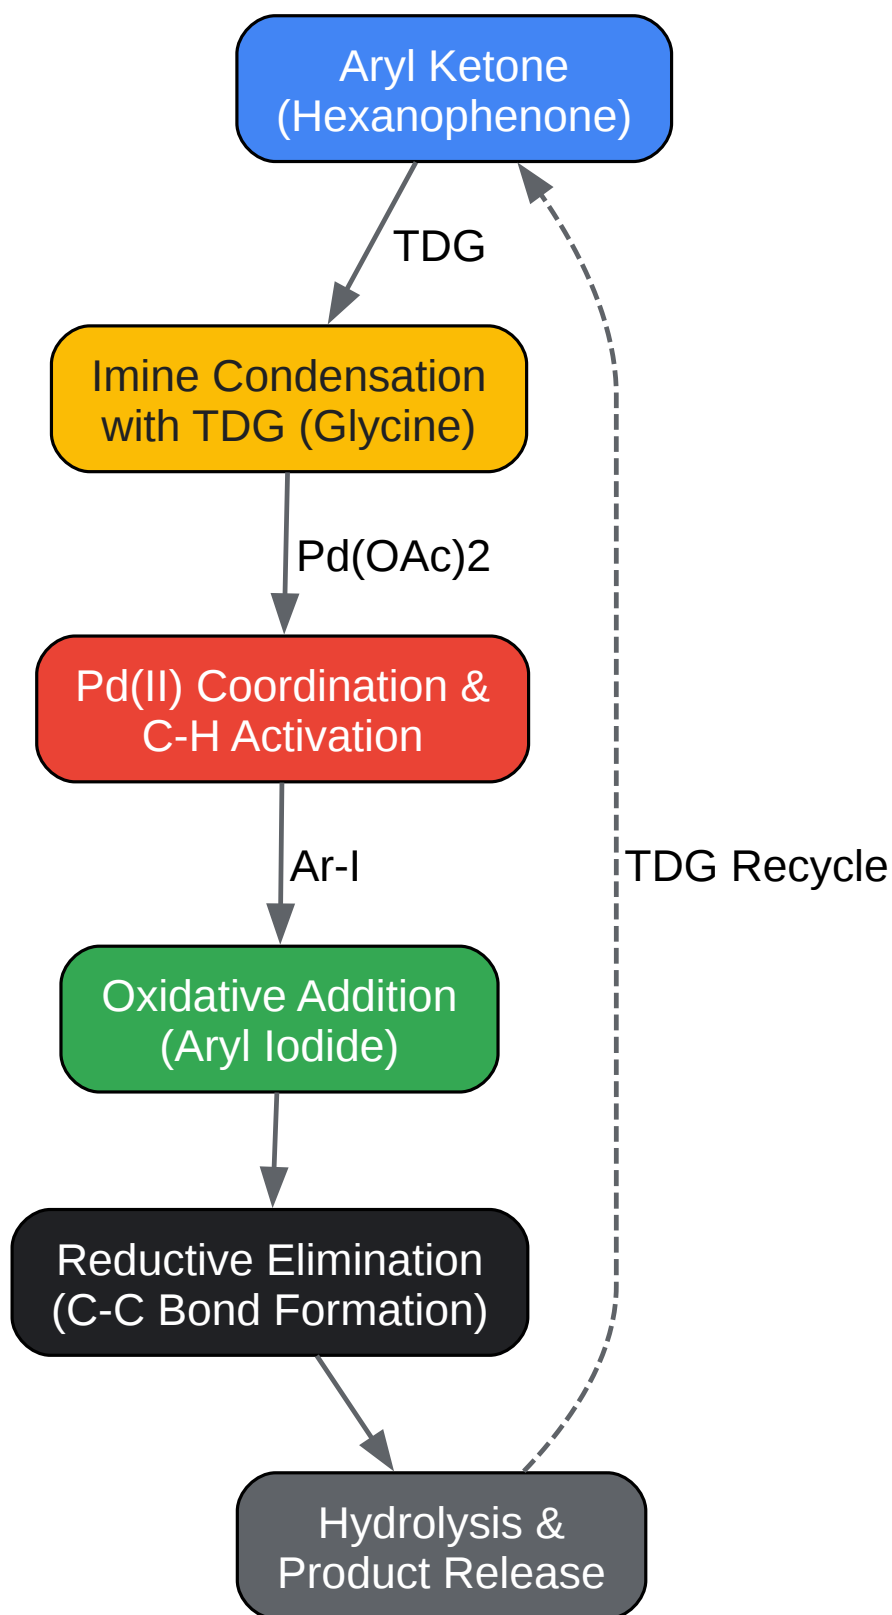 Aryl Ketone
(Hexanophenone)
TDG
Imine Condensation
with TDG (Glycine)
Pd(OAc)2
Pd(II) Coordination &
C-H Activation
Ar-I
TDG Recycle
Oxidative Addition
(Aryl Iodide)
Reductive Elimination
(C-C Bond Formation)
Hydrolysis &
Product Release